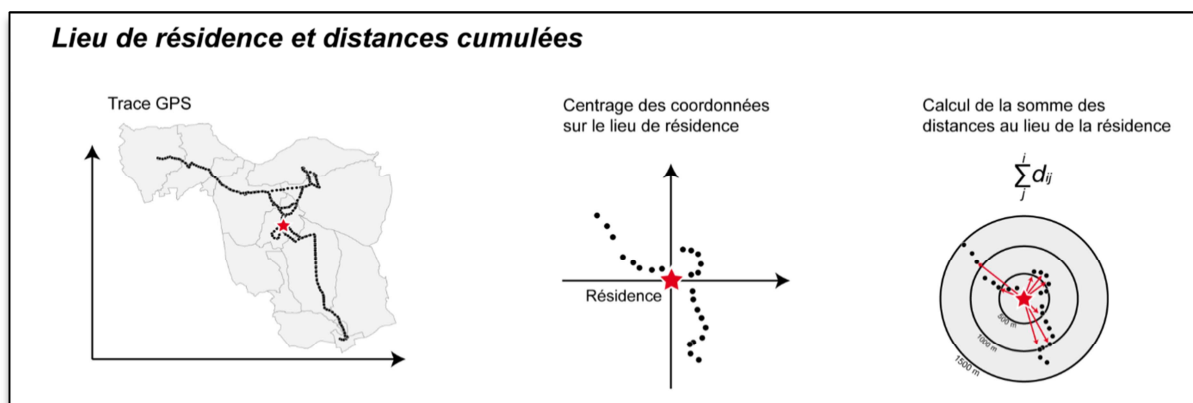 Lieu de résidence et distances cumulées
Trace GPS
Centrage des coordonnées
sur le lieu de résidence
Résidence
Calcul de la somme des
distances au lieu de la résidence
i
∑ dij
j
500 m
1000 m
1500 m